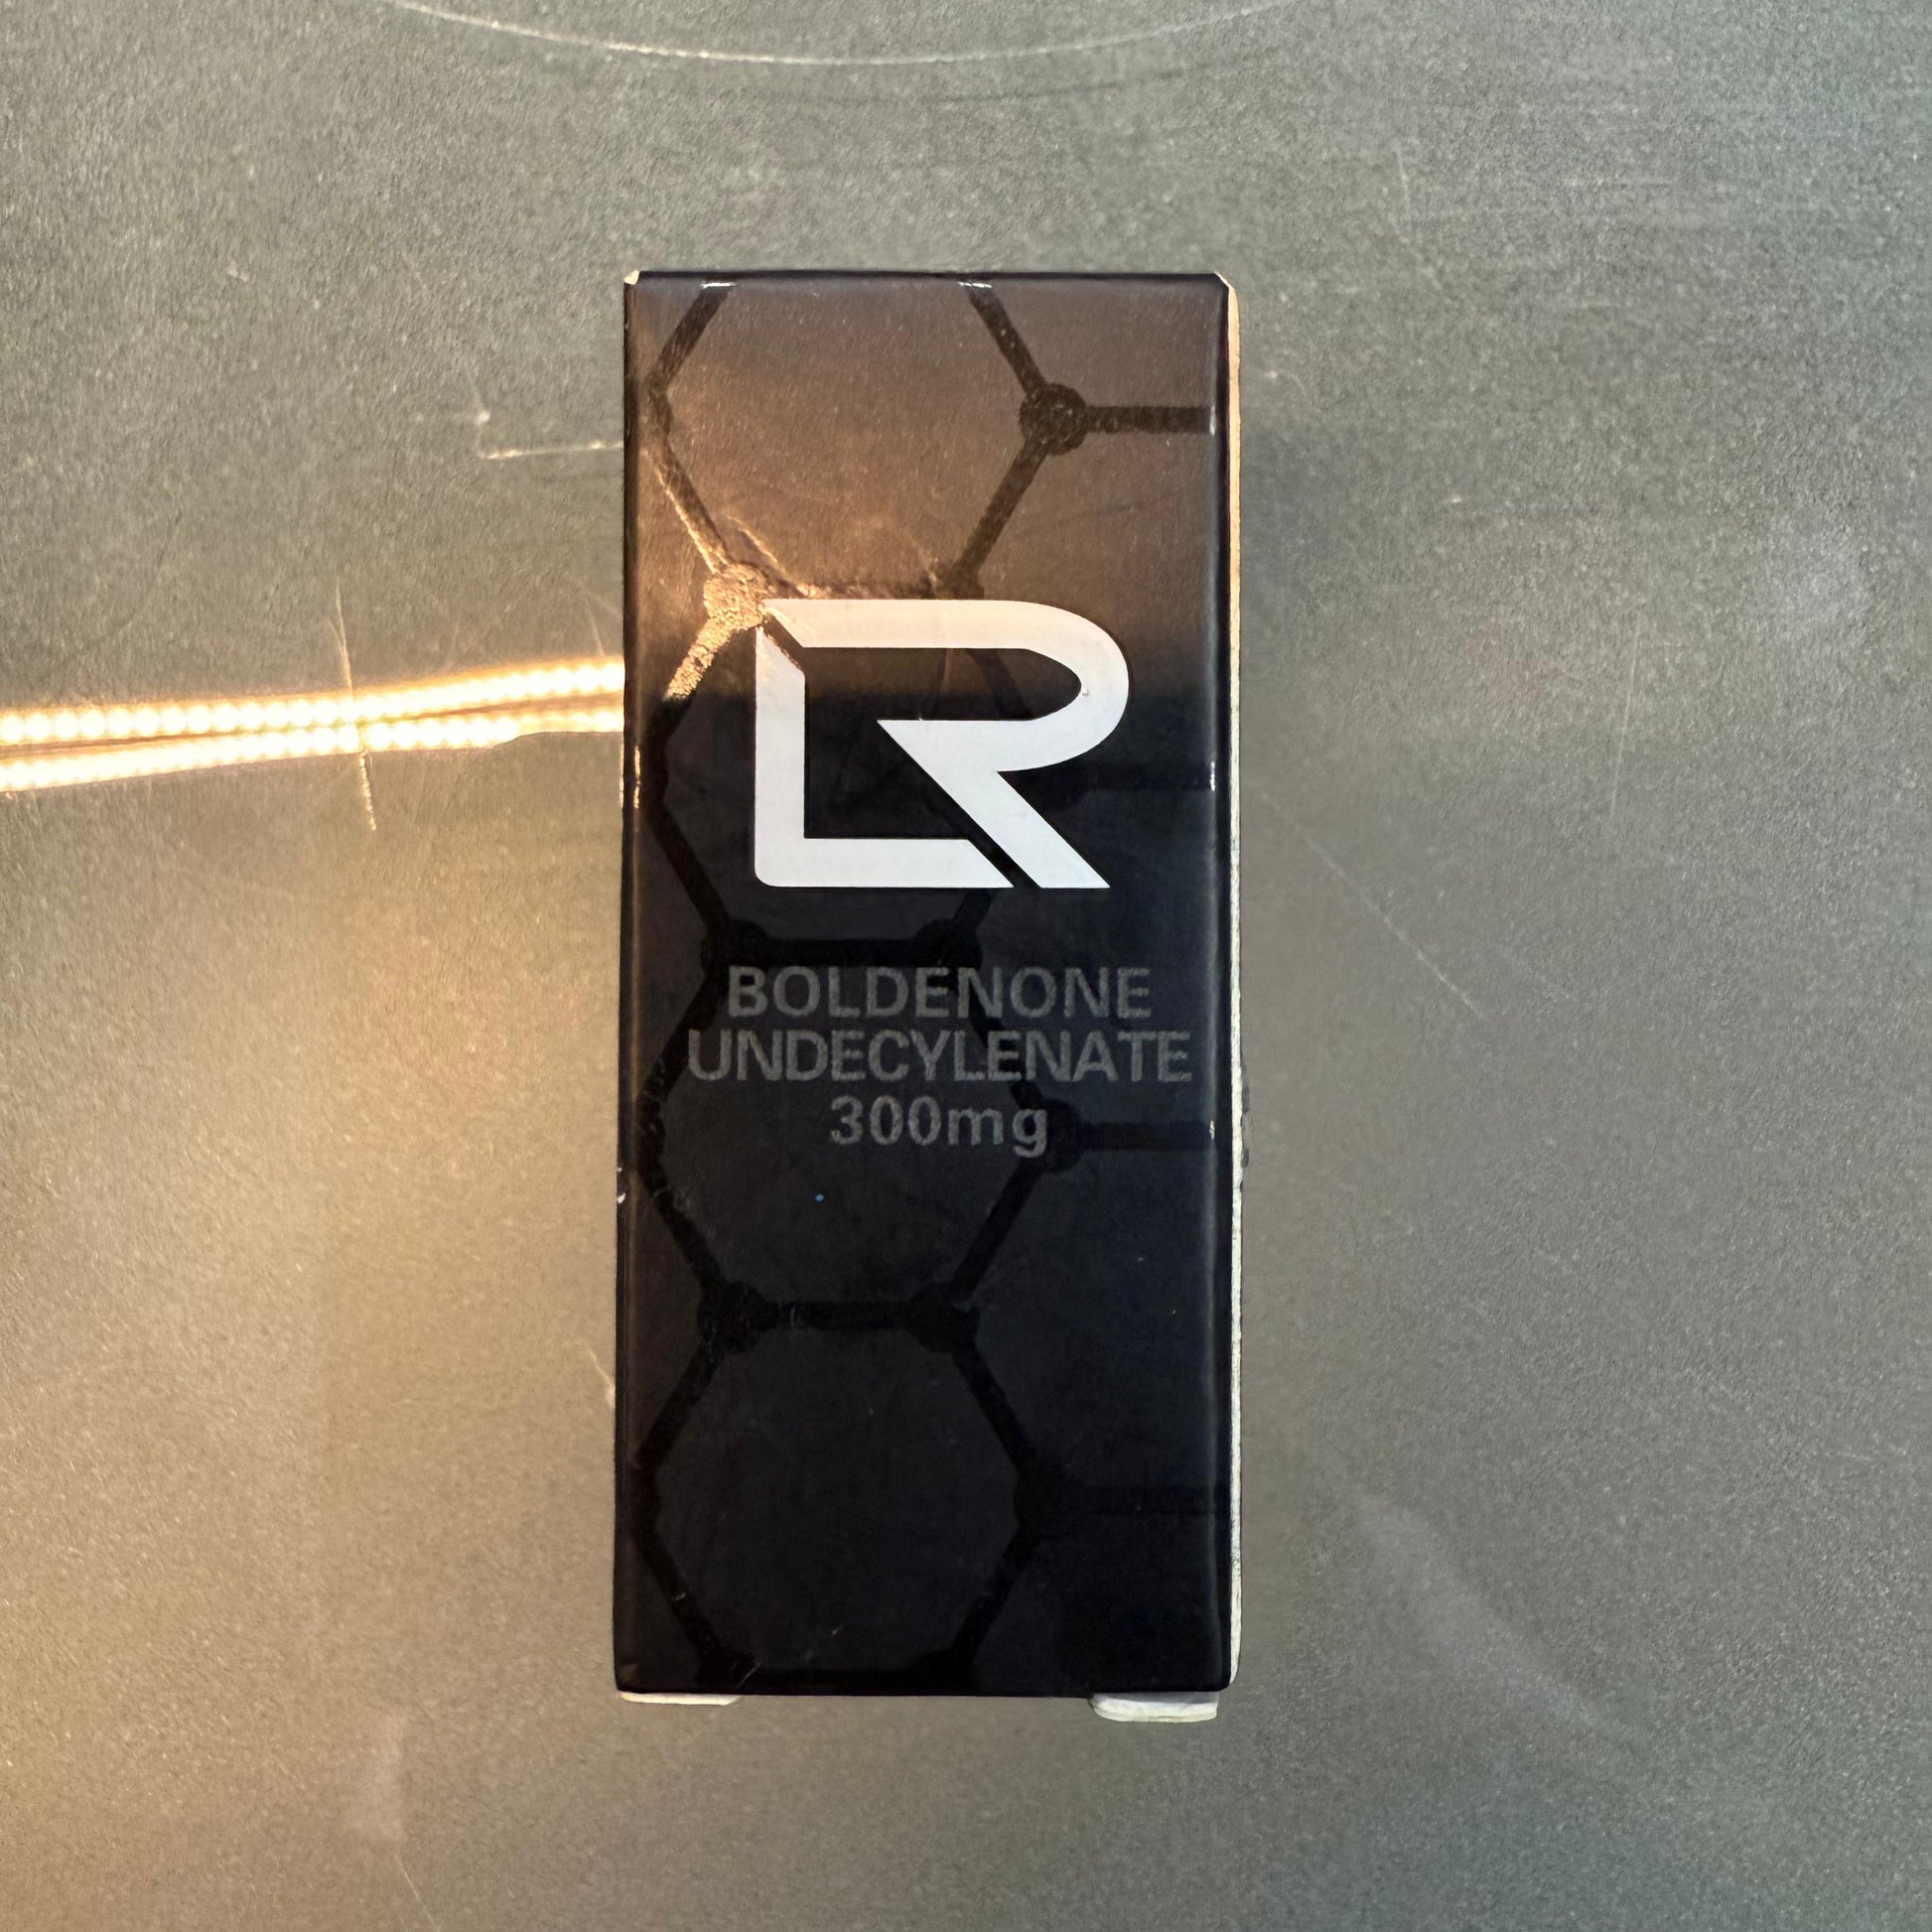 LR
BOLDENONE
UNDECYLENATE
300mg